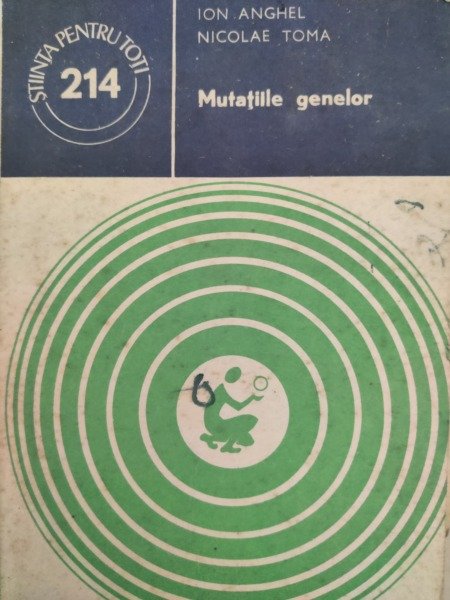 ION ANGHEL
NICOLAE TOMA
ȘTIINȚA PENTRU TOȚI
214
Mutațiile genelor
6